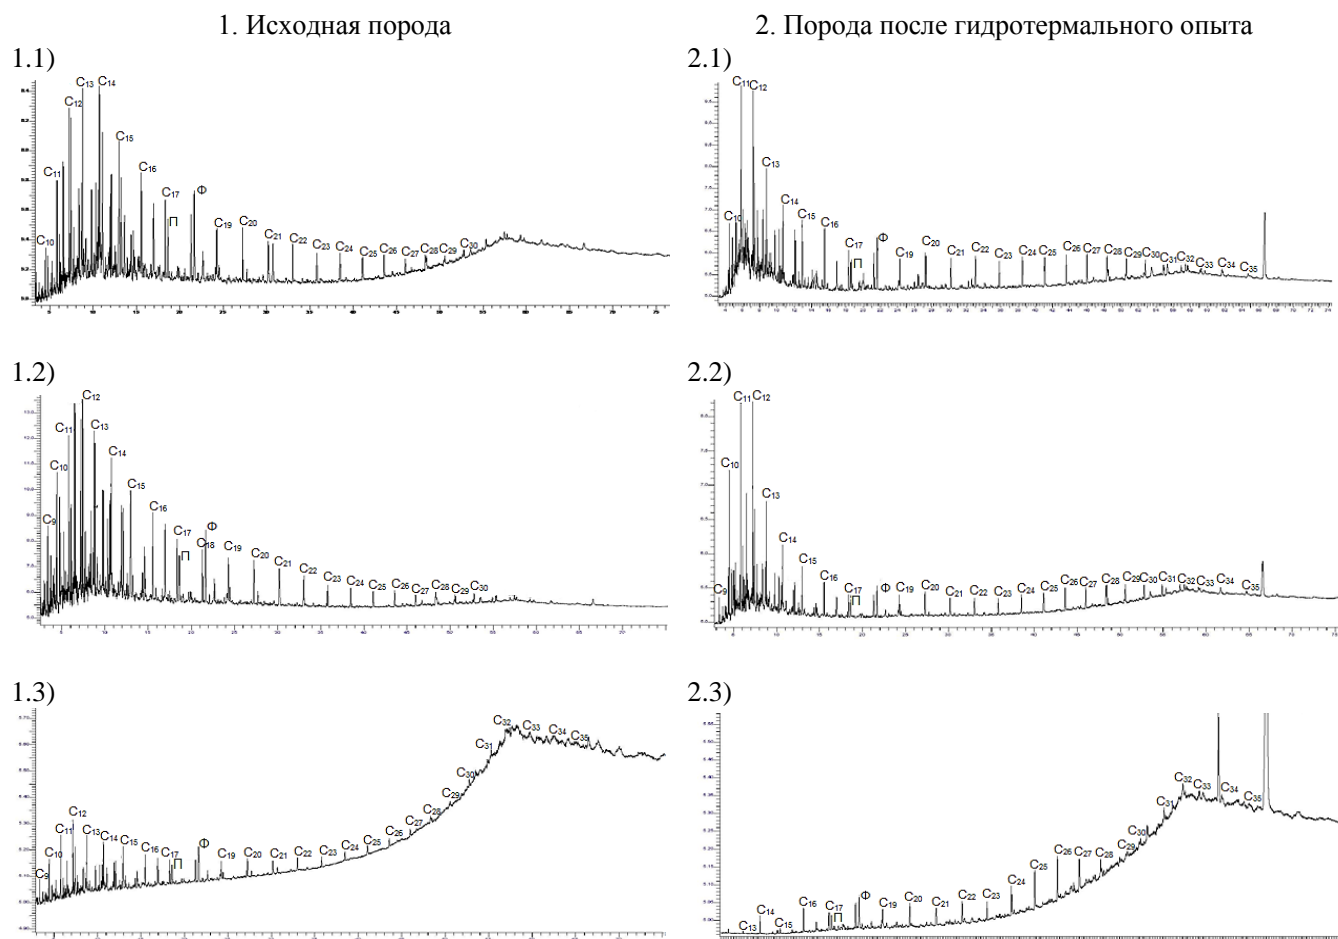 1. Исходная порода
2. Порода после гидротермального опыта
1.1)
C10 C11 C12 C13 C14 C15 C16 C17 П Ф C19 C20 C21 C22 C23 C24 C25 C26 C27 C28 C29 C30
2.1)
C10 C11 C12 C13 C14 C15 C16 C17 П Ф C19 C20 C21 C22 C23 C24 C25 C26 C27 C28 C29 C30 C31 C32 C33 C34 C35
1.2)
C9 C10 C11 C12 C13 C14 C15 C16 C17 П C18 Ф C19 C20 C21 C22 C23 C24 C25 C26 C27 C28 C29 C30
2.2)
C9 C10 C11 C12 C13 C14 C15 C16 C17 П Ф C19 C20 C21 C22 C23 C24 C25 C26 C27 C28 C29 C30 C31 C32 C33 C34 C35
1.3)
C9 C10 C11 C12 C13 C14 C15 C16 C17 П Ф C19 C20 C21 C22 C23 C24 C25 C26 C27 C28 C29 C30 C31 C32 C33 C34 C35
2.3)
C13 C14 C15 C16 C17 П Ф C19 C20 C21 C22 C23 C24 C25 C26 C27 C28 C29 C30 C31 C32 C33 C34 C35